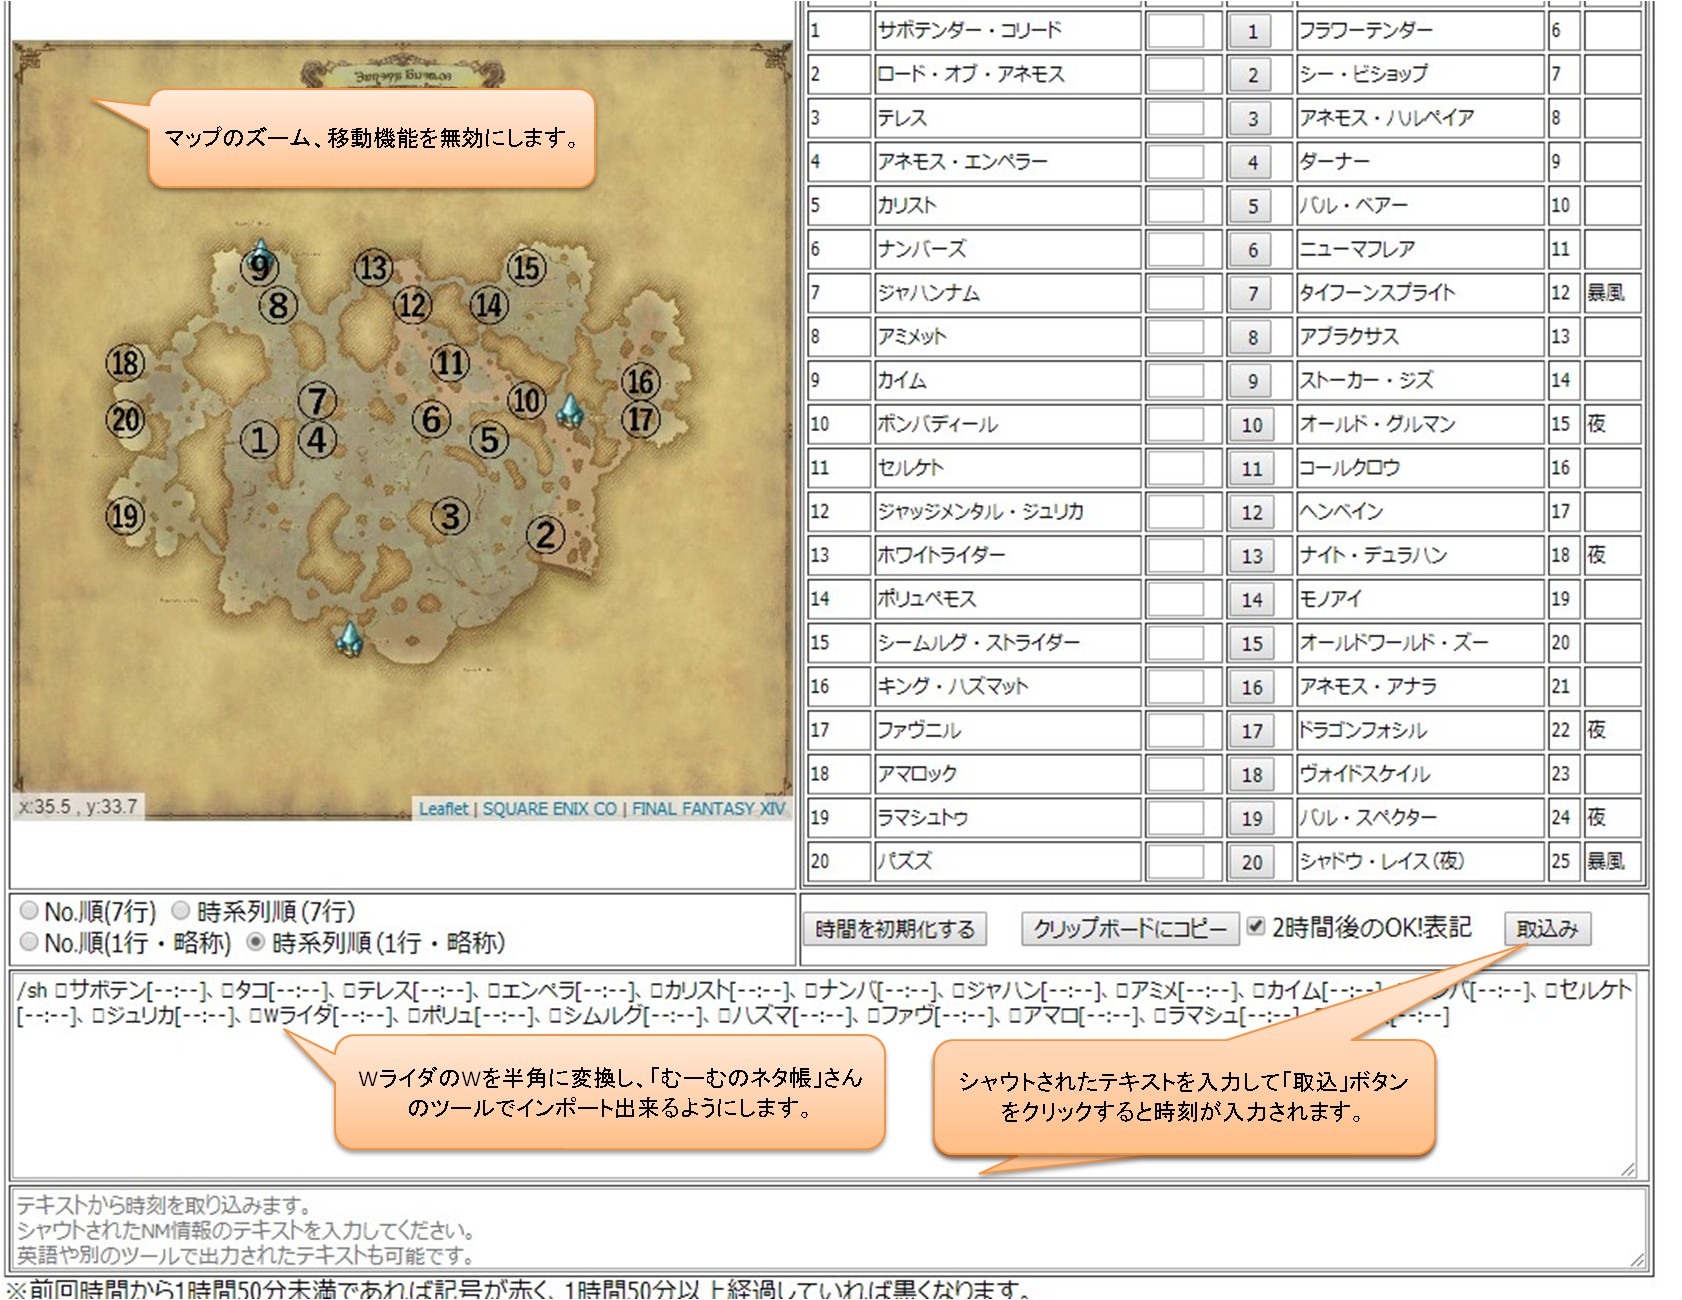 マップのズーム、移動機能を無効にします。
⑨
⑬
⑮
⑧
⑫
⑭
⑱
⑪
⑯
⑦
⑩
⑳
⑥
⑰
①
④
⑤
⑲
③
②
x:35.5 , y:33.7
Leaflet | SQUARE ENIX CO | FINAL FANTASY XIV
1 サボテンダー・コリード 1 フラワーテンダー 6
2 ロード・オブ・アネモス 2 シー・ビショップ 7
3 テレス 3 アネモス・ハルペイア 8
4 アネモス・エンペラー 4 ダーナー 9
5 カリスト 5 バル・ベアー 10
6 ナンバーズ 6 ニューマフレア 11
7 ジャハンナム 7 タイフーンスプライト 12 暴風
8 アミメット 8 アブラクサス 13
9 カイム 9 ストーカー・ジズ 14
10 ボンバディール 10 オールド・グルマン 15 夜
11 セルケト 11 コールクロウ 16
12 ジャッジメンタル・ジュリカ 12 ヘンベイン 17
13 ホワイトライダー 13 ナイト・デュラハン 18 夜
14 ポリュペモス 14 モノアイ 19
15 シームルグ・ストライダー 15 オールドワールド・ズー 20
16 キング・ハズマット 16 アネモス・アナラ 21
17 ファヴニル 17 ドラゴンフォシル 22 夜
18 アマロック 18 ヴォイドスケイル 23
19 ラマシュトゥ 19 バル・スペクター 24 夜
20 パズズ 20 シャドウ・レイス(夜) 25 暴風
No.順(7行) 時系列順(7行)
No.順(1行・略称) 時系列順(1行・略称)
時間を初期化する クリップボードにコピー 2時間後のOK!表記 取込み
/sh □サボテン[--:--]、□タコ[--:--]、□テレス[--:--]、□エンペラ[--:--]、□カリスト[--:--]、□ナンバ[--:--]、□ジャハン[--:--]、□アミメ[--:--]、□カイム[--:--] バ[--:--]、□セルケト
[--:--]、□ジュリカ[--:--]、□Wライダ[--:--]、□ポリュ[--:--]、□シムルグ[--:--]、□ハズマ[--:--]、□ファヴ[--:--]、□アマロ[--:--]、□ラマシュ[--:--] [--:--]
WライダのWを半角に変換し、「むーむのネタ帳」さん
のツールでインポート出来るようにします。
シャウトされたテキストを入力して「取込」ボタン
をクリックすると時刻が入力されます。
テキストから時刻を取り込みます。
シャウトされたNM情報のテキストを入力してください。
英語や別のツールで出力されたテキストも可能です。
※前回時間から1時間50分未満であれば記号が赤く、1時間50分以上経過していれば黒くなります。